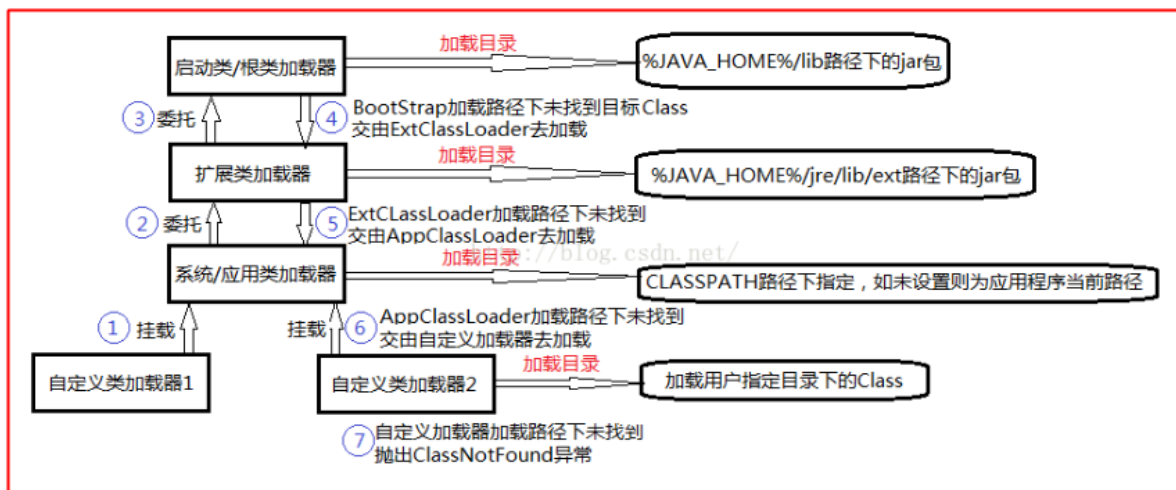 加载目录
启动类/根类加载器
%JAVA_HOME%/lib路径下的jar包
③ 委托
④ BootStrap加载路径下未找到目标Class
交由ExtClassLoader去加载
加载目录
扩展类加载器
%JAVA_HOME%/jre/lib/ext路径下的jar包
② 委托
⑤ ExtCLassLoader加载路径下未找到
交由AppClassLoader去加载
://blog.csdn.net/
加载目录
系统/应用类加载器
CLASSPATH路径下指定，如未设置则为应用程序当前路径
① 挂载
挂载
⑥ AppClassLoader加载路径下未找到
交由自定义加载器去加载
加载目录
自定义类加载器1
自定义类加载器2
加载用户指定目录下的Class
⑦ 自定义加载器加载路径下未找到
抛出ClassNotFound异常